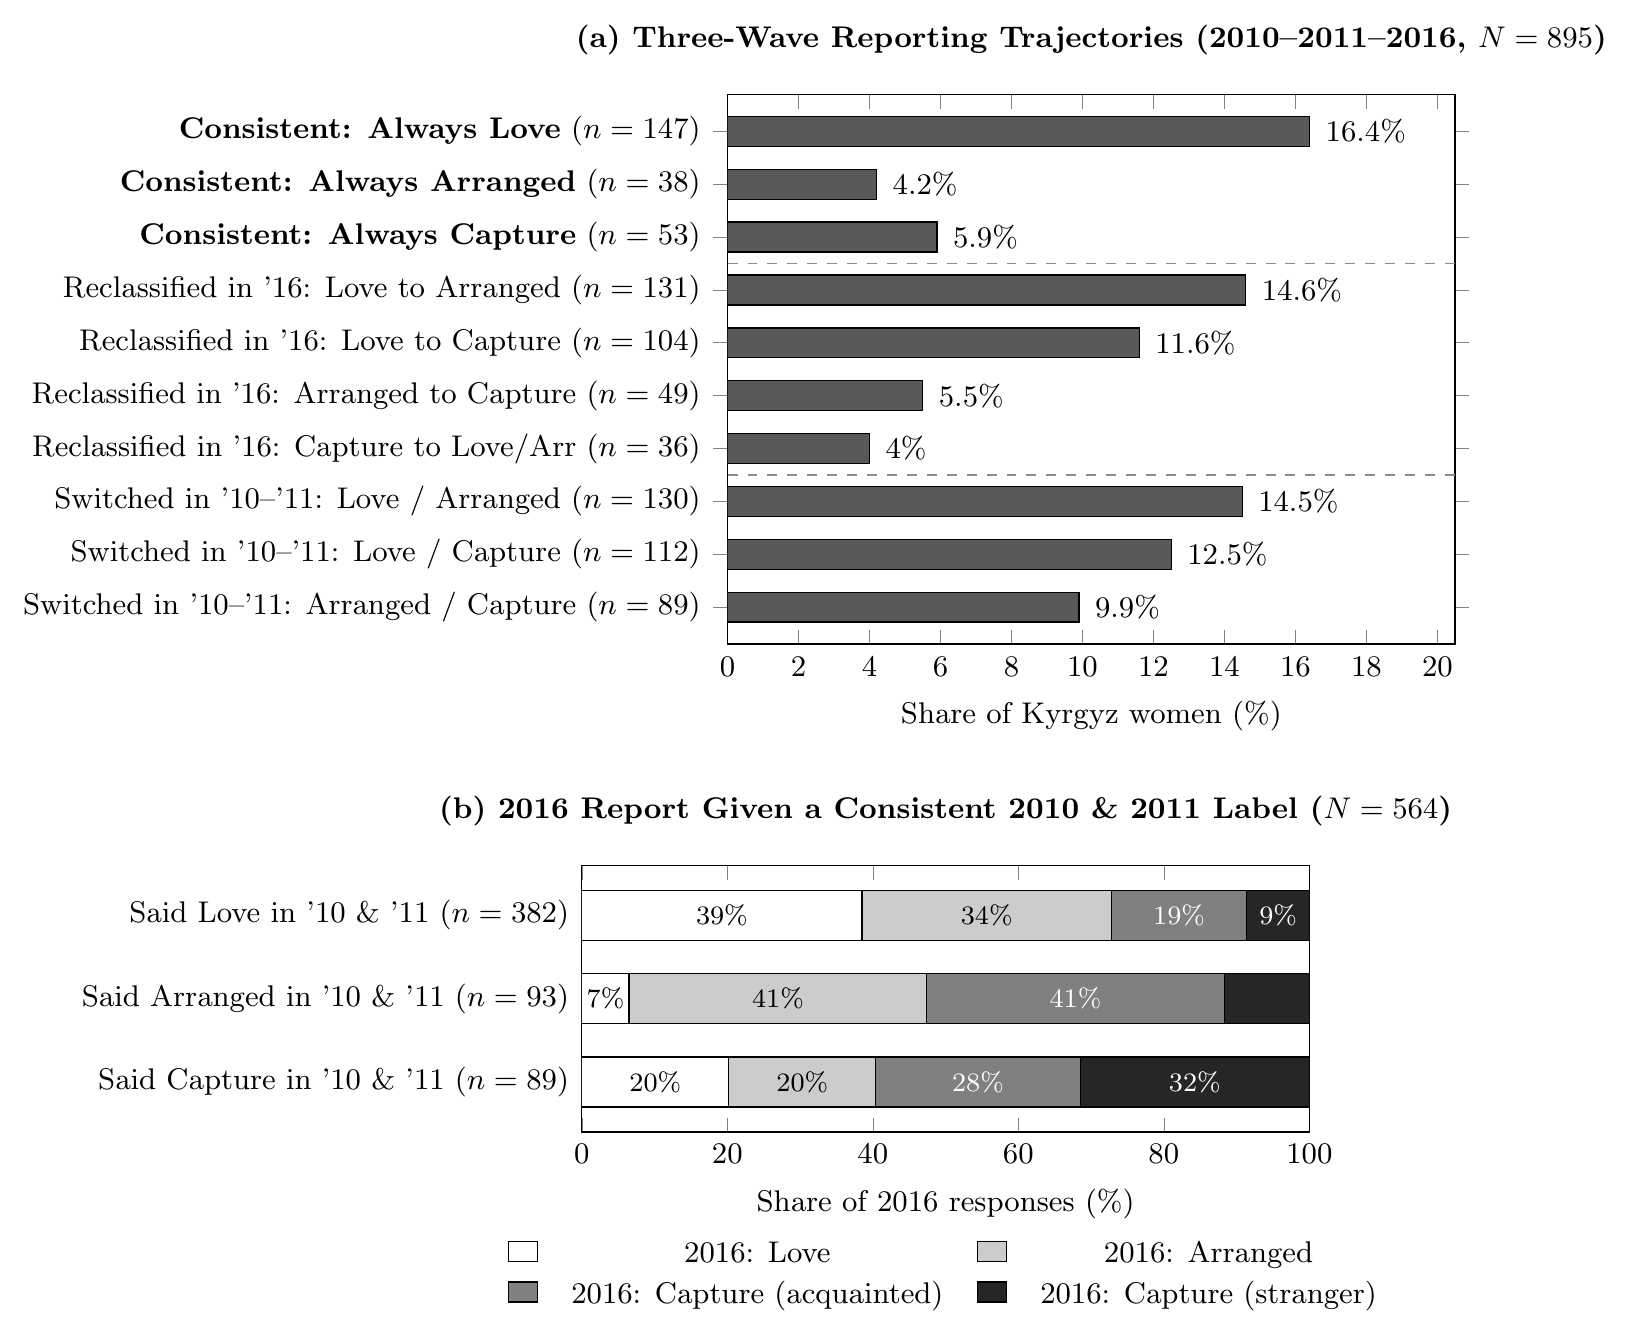 (a) Three-Wave Reporting Trajectories (2010–2011–2016, N = 895)
Consistent: Always Love (n = 147)
16.4%
Consistent: Always Arranged (n = 38)
4.2%
Consistent: Always Capture (n = 53)
5.9%
Reclassified in ’16: Love to Arranged (n = 131)
14.6%
Reclassified in ’16: Love to Capture (n = 104)
11.6%
Reclassified in ’16: Arranged to Capture (n = 49)
5.5%
Reclassified in ’16: Capture to Love/Arr (n = 36)
4%
Switched in ’10–’11: Love / Arranged (n = 130)
14.5%
Switched in ’10–’11: Love / Capture (n = 112)
12.5%
Switched in ’10–’11: Arranged / Capture (n = 89)
9.9%
0 2 4 6 8 10 12 14 16 18 20
Share of Kyrgyz women (%)
(b) 2016 Report Given a Consistent 2010 & 2011 Label (N = 564)
Said Love in ’10 & ’11 (n = 382)
39% 34% 19% 9%
Said Arranged in ’10 & ’11 (n = 93)
7% 41% 41%
Said Capture in ’10 & ’11 (n = 89)
20% 20% 28% 32%
0 20 40 60 80 100
Share of 2016 responses (%)
2016: Love 2016: Arranged
2016: Capture (acquainted) 2016: Capture (stranger)